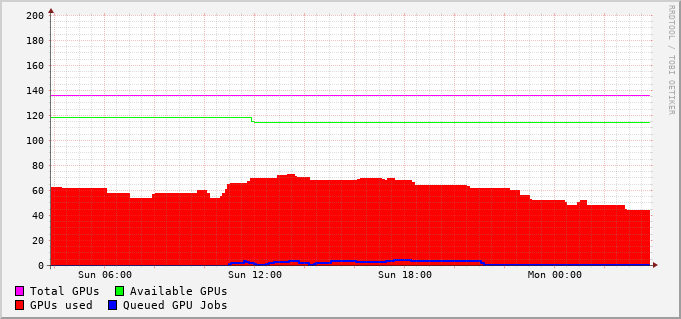 RRDTOOL / TOBI OETIKER
200
180
160
140
120
100
80
60
40
20
0
Sun 06:00 Sun 12:00 Sun 18:00 Mon 00:00
Total GPUs Available GPUs
GPUs used Queued GPU Jobs